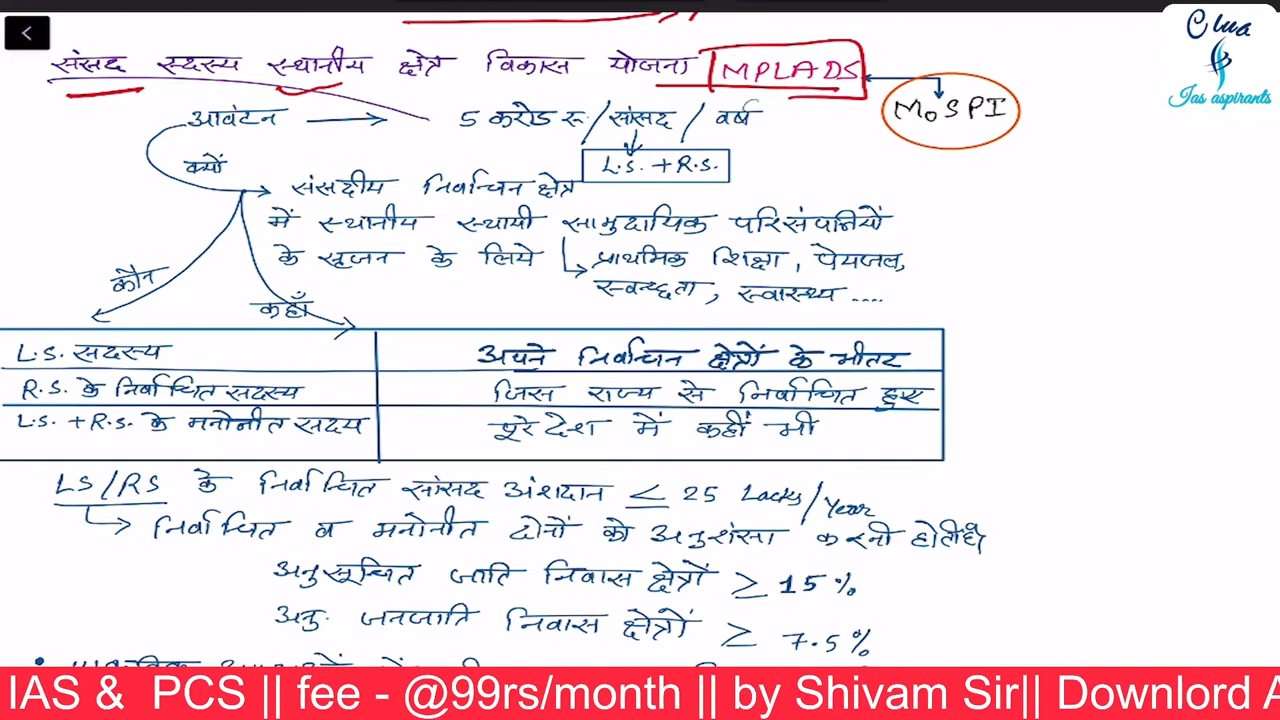 Clua
Ias aspirants
संसद सदस्य स्थानीय क्षेत्र विकास योजना MPLADS
MoSPI
आवंटन → 5 करोड रु./सांसद/वर्ष
L.S. + R.S.
क्यों
→ संसदीय निर्वाचन क्षेत्र
में स्थानीय स्थायी सामुदायिक परिसंपत्तियों
के सृजन के लिये → प्राथमिक शिक्षा, पेयजल,
स्वच्छता, स्वास्थ्य ....
कौन
कहाँ
L.S. सदस्य अपने निर्वाचन क्षेत्रों के भीतर
R.S. के निर्वाचित सदस्य जिस राज्य से निर्वाचित हुए
L.S. + R.S. के मनोनीत सदस्य पूरे देश में कहीं भी
LS/RS के निर्वाचित सांसद अंशदान ≤ 25 Lacks/Year
→ निर्वाचित व मनोनीत दोनों को अनुशंसा करनी होती है
अनुसूचित जाति निवास क्षेत्रों ≥ 15%
अनु. जनजाति निवास क्षेत्रों ≥ 7.5%
IAS & PCS || fee - @99rs/month || by Shivam Sir|| Downlord A